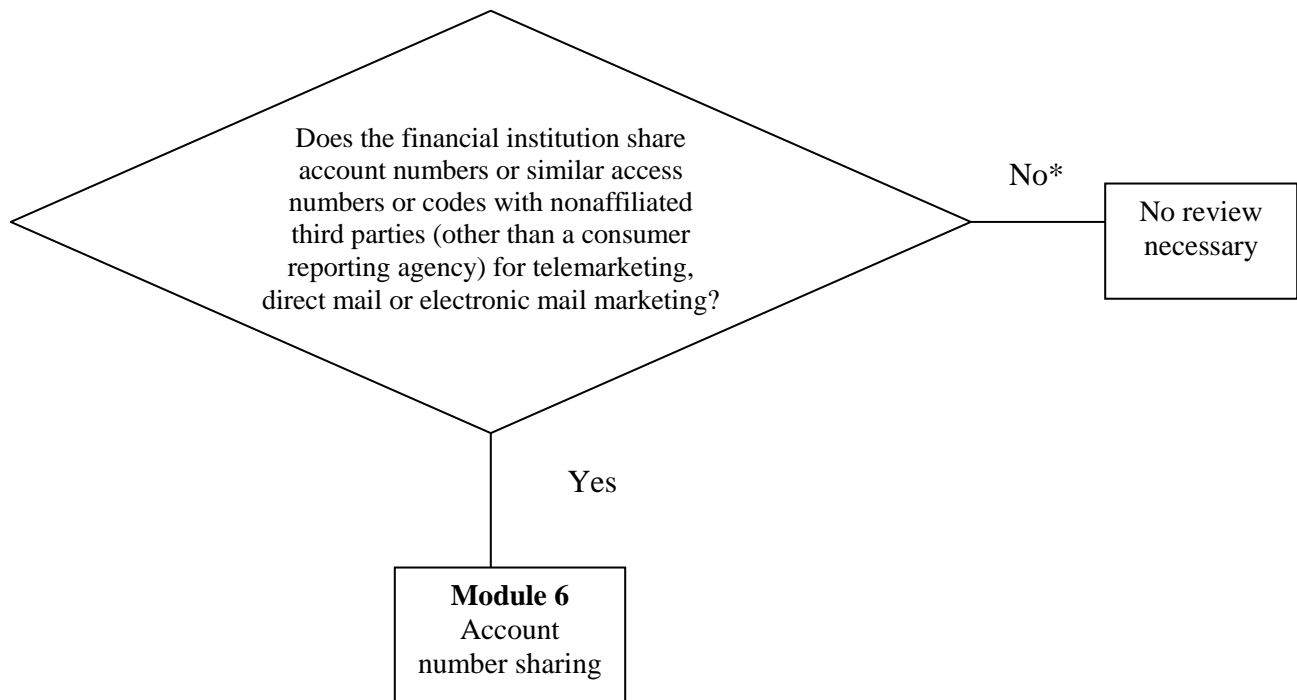 Does the financial institution share
account numbers or similar access
numbers or codes with nonaffiliated
third parties (other than a consumer
reporting agency) for telemarketing,
direct mail or electronic mail marketing?
No*
No review
necessary
Yes
Module 6
Account
number sharing